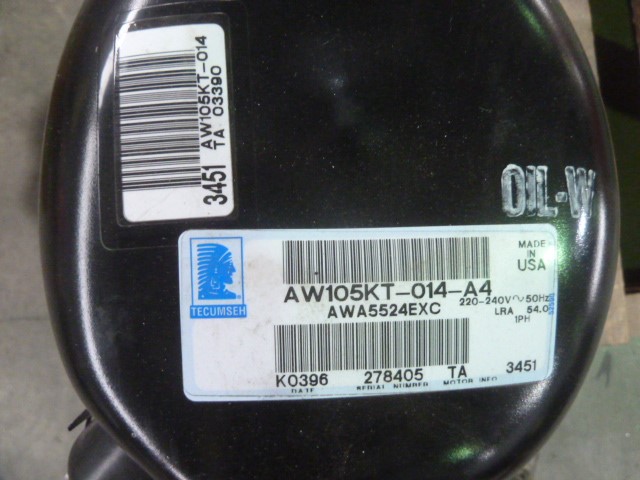 AW105KT-014
TA 03390
3451
OIL-W
TECUMSEH
MADE
IN
USA
AW105KT-014-A4
AWA5524EXC
220-240V~50Hz
LRA 54.0
1PH
K0396 278405 TA 3451
DATE SERIAL NUMBER MOTOR INFO